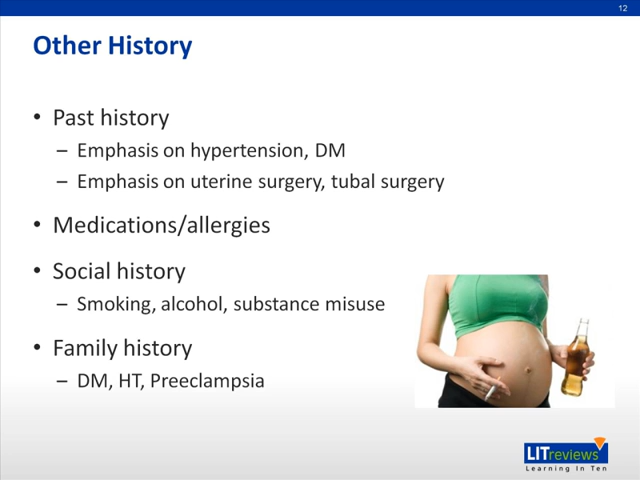 12
Other History
• Past history
– Emphasis on hypertension, DM
– Emphasis on uterine surgery, tubal surgery
• Medications/allergies
• Social history
– Smoking, alcohol, substance misuse
• Family history
– DM, HT, Preeclampsia
LITreviews
Learning In Ten